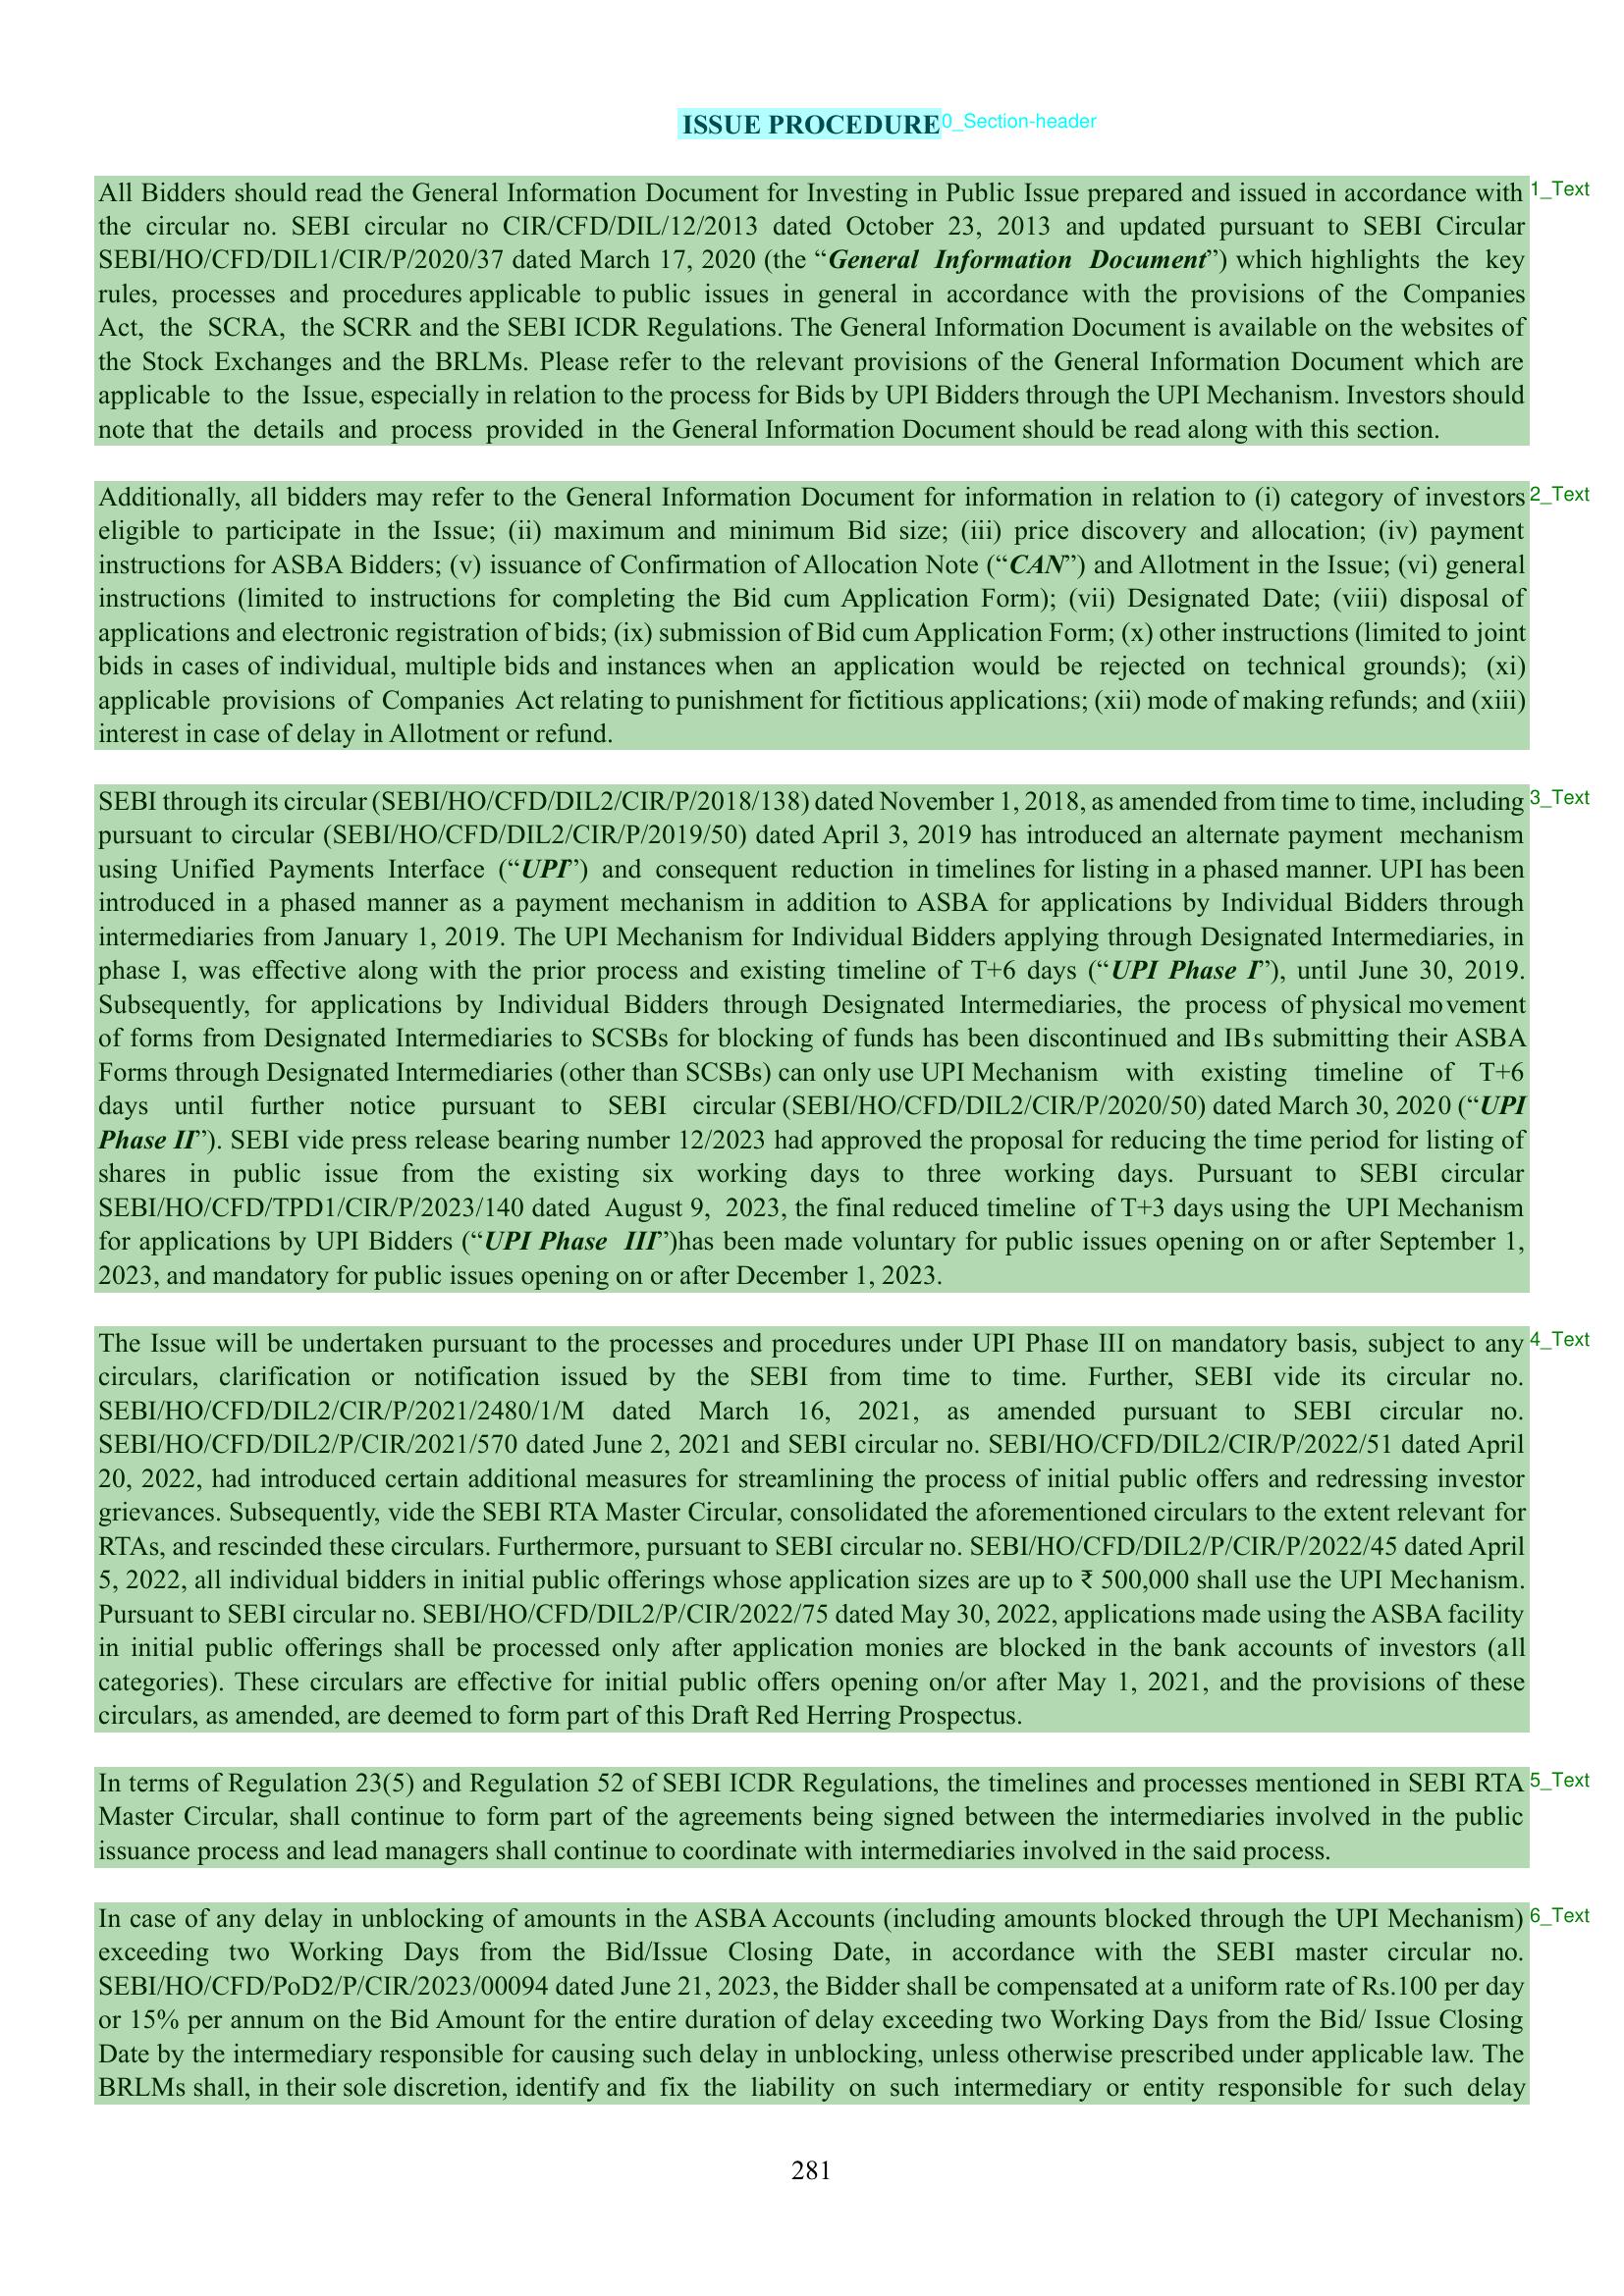 ISSUE PROCEDURE
0_Section-header
All Bidders should read the General Information Document for Investing in Public Issue prepared and issued in accordance with
1_Text
the circular no. SEBI circular no CIR/CFD/DIL/12/2013 dated October 23, 2013 and updated pursuant to SEBI Circular
SEBI/HO/CFD/DIL1/CIR/P/2020/37 dated March 17, 2020 (the “General Information Document”) which highlights the key
rules, processes and procedures applicable to public issues in general in accordance with the provisions of the Companies
Act, the SCRA, the SCRR and the SEBI ICDR Regulations. The General Information Document is available on the websites of
the Stock Exchanges and the BRLMs. Please refer to the relevant provisions of the General Information Document which are
applicable to the Issue, especially in relation to the process for Bids by UPI Bidders through the UPI Mechanism. Investors should
note that the details and process provided in the General Information Document should be read along with this section.
Additionally, all bidders may refer to the General Information Document for information in relation to (i) category of investors
2_Text
eligible to participate in the Issue; (ii) maximum and minimum Bid size; (iii) price discovery and allocation; (iv) payment
instructions for ASBA Bidders; (v) issuance of Confirmation of Allocation Note (“CAN”) and Allotment in the Issue; (vi) general
instructions (limited to instructions for completing the Bid cum Application Form); (vii) Designated Date; (viii) disposal of
applications and electronic registration of bids; (ix) submission of Bid cum Application Form; (x) other instructions (limited to joint
bids in cases of individual, multiple bids and instances when an application would be rejected on technical grounds); (xi)
applicable provisions of Companies Act relating to punishment for fictitious applications; (xii) mode of making refunds; and (xiii)
interest in case of delay in Allotment or refund.
SEBI through its circular (SEBI/HO/CFD/DIL2/CIR/P/2018/138) dated November 1, 2018, as amended from time to time, including
3_Text
pursuant to circular (SEBI/HO/CFD/DIL2/CIR/P/2019/50) dated April 3, 2019 has introduced an alternate payment mechanism
using Unified Payments Interface (“UPI”) and consequent reduction in timelines for listing in a phased manner. UPI has been
introduced in a phased manner as a payment mechanism in addition to ASBA for applications by Individual Bidders through
intermediaries from January 1, 2019. The UPI Mechanism for Individual Bidders applying through Designated Intermediaries, in
phase I, was effective along with the prior process and existing timeline of T+6 days (“UPI Phase I”), until June 30, 2019.
Subsequently, for applications by Individual Bidders through Designated Intermediaries, the process of physical movement
of forms from Designated Intermediaries to SCSBs for blocking of funds has been discontinued and IBs submitting their ASBA
Forms through Designated Intermediaries (other than SCSBs) can only use UPI Mechanism with existing timeline of T+6
days until further notice pursuant to SEBI circular (SEBI/HO/CFD/DIL2/CIR/P/2020/50) dated March 30, 2020 (“UPI
Phase II”). SEBI vide press release bearing number 12/2023 had approved the proposal for reducing the time period for listing of
shares in public issue from the existing six working days to three working days. Pursuant to SEBI circular
SEBI/HO/CFD/TPD1/CIR/P/2023/140 dated August 9, 2023, the final reduced timeline of T+3 days using the UPI Mechanism
for applications by UPI Bidders (“UPI Phase III”)has been made voluntary for public issues opening on or after September 1,
2023, and mandatory for public issues opening on or after December 1, 2023.
The Issue will be undertaken pursuant to the processes and procedures under UPI Phase III on mandatory basis, subject to any
4_Text
circulars, clarification or notification issued by the SEBI from time to time. Further, SEBI vide its circular no.
SEBI/HO/CFD/DIL2/CIR/P/2021/2480/1/M dated March 16, 2021, as amended pursuant to SEBI circular no.
SEBI/HO/CFD/DIL2/P/CIR/2021/570 dated June 2, 2021 and SEBI circular no. SEBI/HO/CFD/DIL2/CIR/P/2022/51 dated April
20, 2022, had introduced certain additional measures for streamlining the process of initial public offers and redressing investor
grievances. Subsequently, vide the SEBI RTA Master Circular, consolidated the aforementioned circulars to the extent relevant for
RTAs, and rescinded these circulars. Furthermore, pursuant to SEBI circular no. SEBI/HO/CFD/DIL2/P/CIR/P/2022/45 dated April
5, 2022, all individual bidders in initial public offerings whose application sizes are up to ₹ 500,000 shall use the UPI Mechanism.
Pursuant to SEBI circular no. SEBI/HO/CFD/DIL2/P/CIR/2022/75 dated May 30, 2022, applications made using the ASBA facility
in initial public offerings shall be processed only after application monies are blocked in the bank accounts of investors (all
categories). These circulars are effective for initial public offers opening on/or after May 1, 2021, and the provisions of these
circulars, as amended, are deemed to form part of this Draft Red Herring Prospectus.
In terms of Regulation 23(5) and Regulation 52 of SEBI ICDR Regulations, the timelines and processes mentioned in SEBI RTA
5_Text
Master Circular, shall continue to form part of the agreements being signed between the intermediaries involved in the public
issuance process and lead managers shall continue to coordinate with intermediaries involved in the said process.
In case of any delay in unblocking of amounts in the ASBA Accounts (including amounts blocked through the UPI Mechanism)
6_Text
exceeding two Working Days from the Bid/Issue Closing Date, in accordance with the SEBI master circular no.
SEBI/HO/CFD/PoD2/P/CIR/2023/00094 dated June 21, 2023, the Bidder shall be compensated at a uniform rate of Rs.100 per day
or 15% per annum on the Bid Amount for the entire duration of delay exceeding two Working Days from the Bid/ Issue Closing
Date by the intermediary responsible for causing such delay in unblocking, unless otherwise prescribed under applicable law. The
BRLMs shall, in their sole discretion, identify and fix the liability on such intermediary or entity responsible for such delay
281